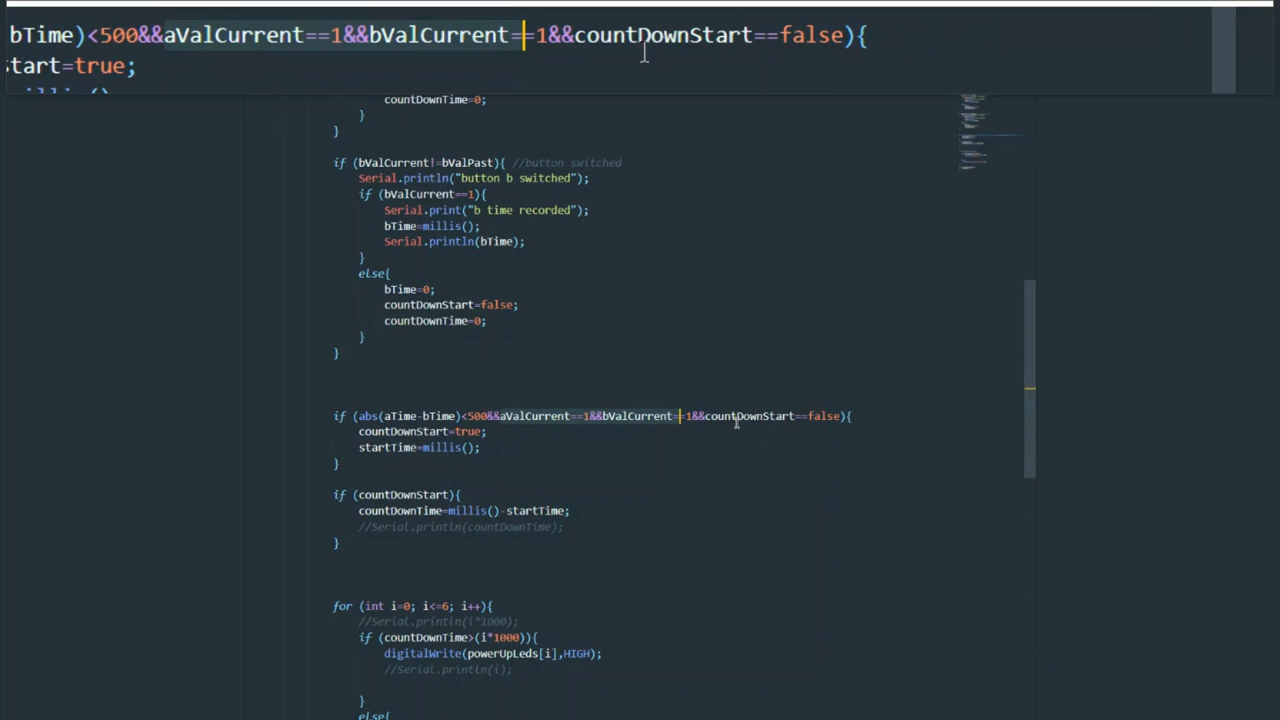 bTime)<500&&aValCurrent==1&&bValCurrent==1&&countDownStart==false){
start=true;
millis()
countDownTime=0;
}
}
if (bValCurrent!=bValPast){ //button switched
Serial.println("button b switched");
if (bValCurrent==1){
Serial.print("b time recorded");
bTime=millis();
Serial.println(bTime);
}
else{
bTime=0;
countDownStart=false;
countDownTime=0;
}
}
if (abs(aTime-bTime)<500&&aValCurrent==1&&bValCurrent==1&&countDownStart==false){
countDownStart=true;
startTime=millis();
}
if (countDownStart){
countDownTime=millis()-startTime;
//Serial.println(countDownTime);
}
for (int i=0; i<=6; i++){
//Serial.println(i*1000);
if (countDownTime>(i*1000)){
digitalWrite(powerUpLeds[i],HIGH);
//Serial.println(i);
}
else{